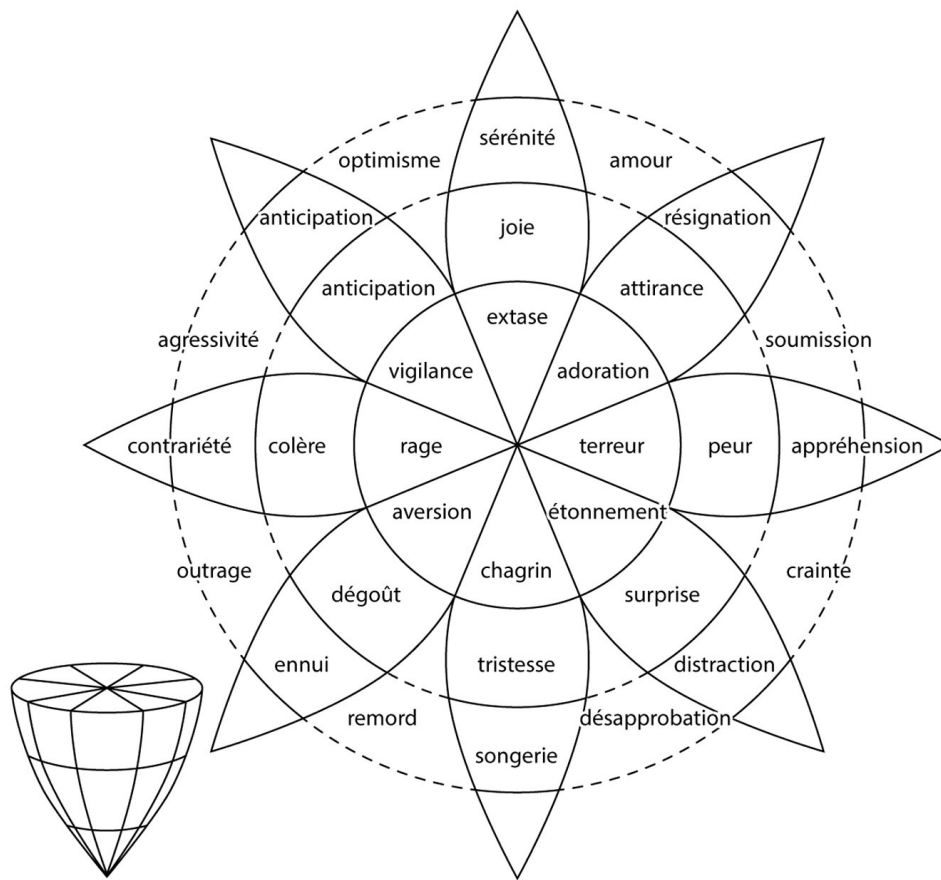 sérénité
optimisme
amour
anticipation
résignation
joie
anticipation
attirance
extase
agressivité
soumission
vigilance
adoration
contrariété
colère
rage
terreur
peur
appréhension
aversion
étonnement
outrage
chagrin
crainte
dégoût
surprise
ennui
tristesse
distraction
remord
désapprobation
songerie